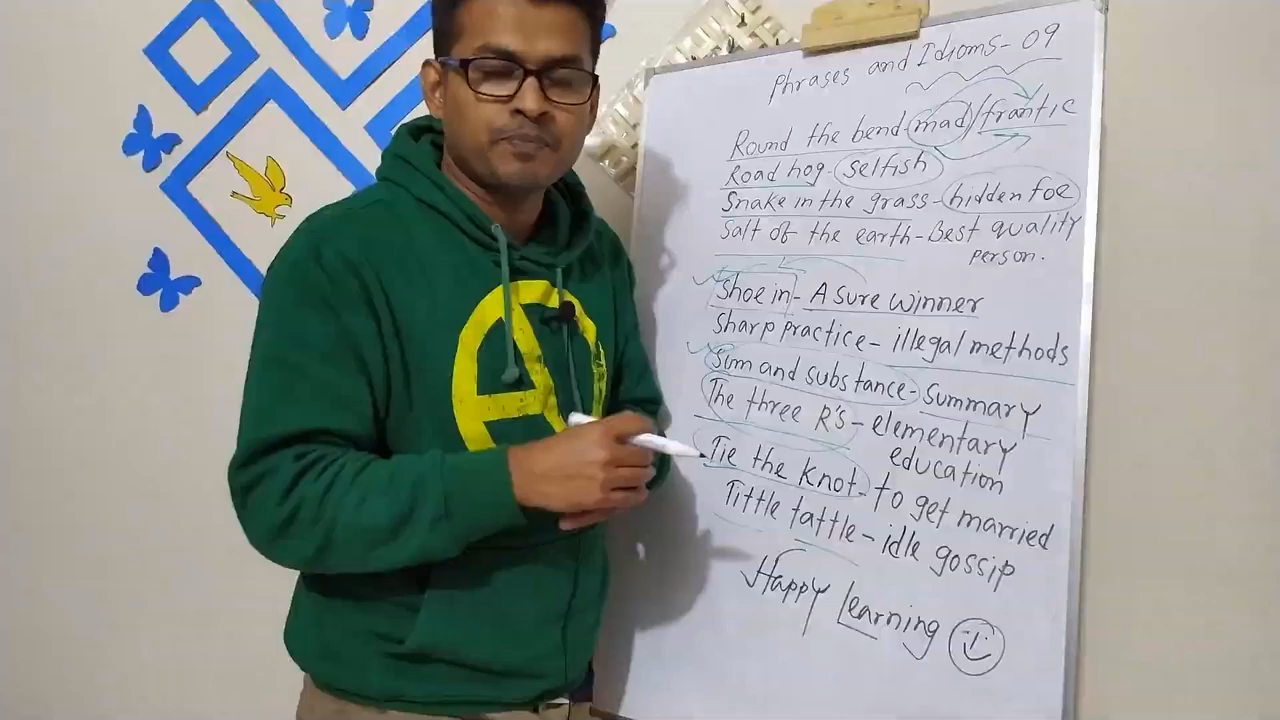 Phrases and Idioms-09
Round the bend mad/frantic
Road hog-selfish
Snake in the grass-hidden foe
Salt of the earth-Best quality
person.
Shoe in-A sure winner
Sharp practice-illegal methods
Sum and substance-Summary
The three R's-elementary
education
Tie the knot-to get married
Tittle tattle-idle gossip
Happy Learning